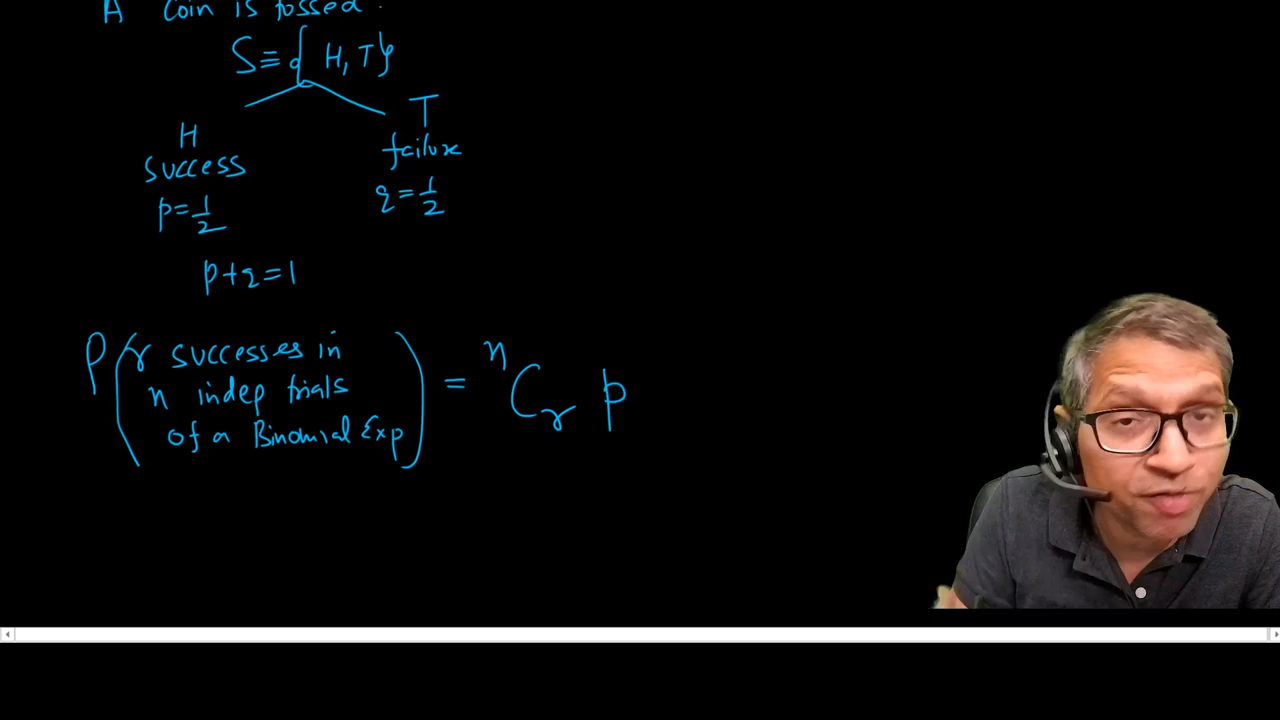 A Coin is tossed.
S≡{H,T}
H
success
p=1/2
T
failure
q=1/2
p+q=1
P(r successes in
n indep trials
of a Binomial Exp) = nCr p